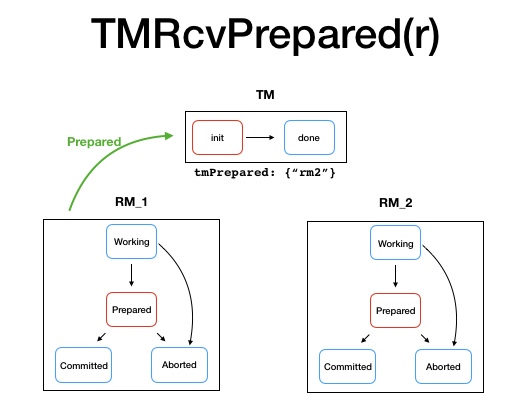 TMRcvPrepared(r)
TM
Prepared
init
done
tmPrepared: {“rm2”}
RM_1
Working
Prepared
Committed
Aborted
RM_2
Working
Prepared
Committed
Aborted